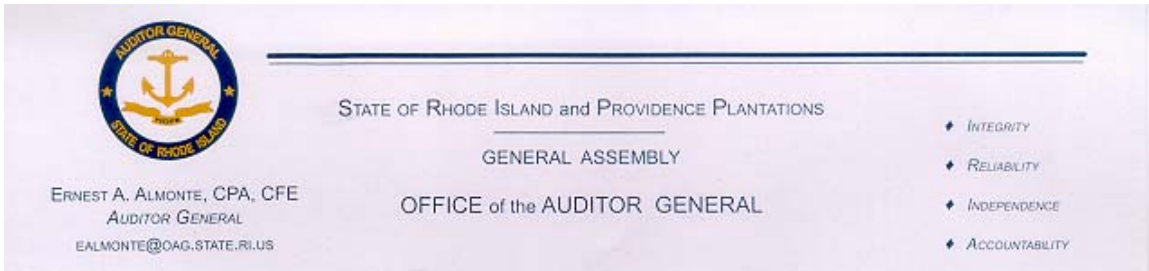 AUDITOR GENERAL
HOPE
STATE OF RHODE ISLAND
ERNEST A. ALMONTE, CPA, CFE
AUDITOR GENERAL
EALMONTE@OAG.STATE.RI.US
STATE OF RHODE ISLAND and PROVIDENCE PLANTATIONS
GENERAL ASSEMBLY
OFFICE of the AUDITOR GENERAL
♦ INTEGRITY
♦ RELIABILITY
♦ INDEPENDENCE
♦ ACCOUNTABILITY